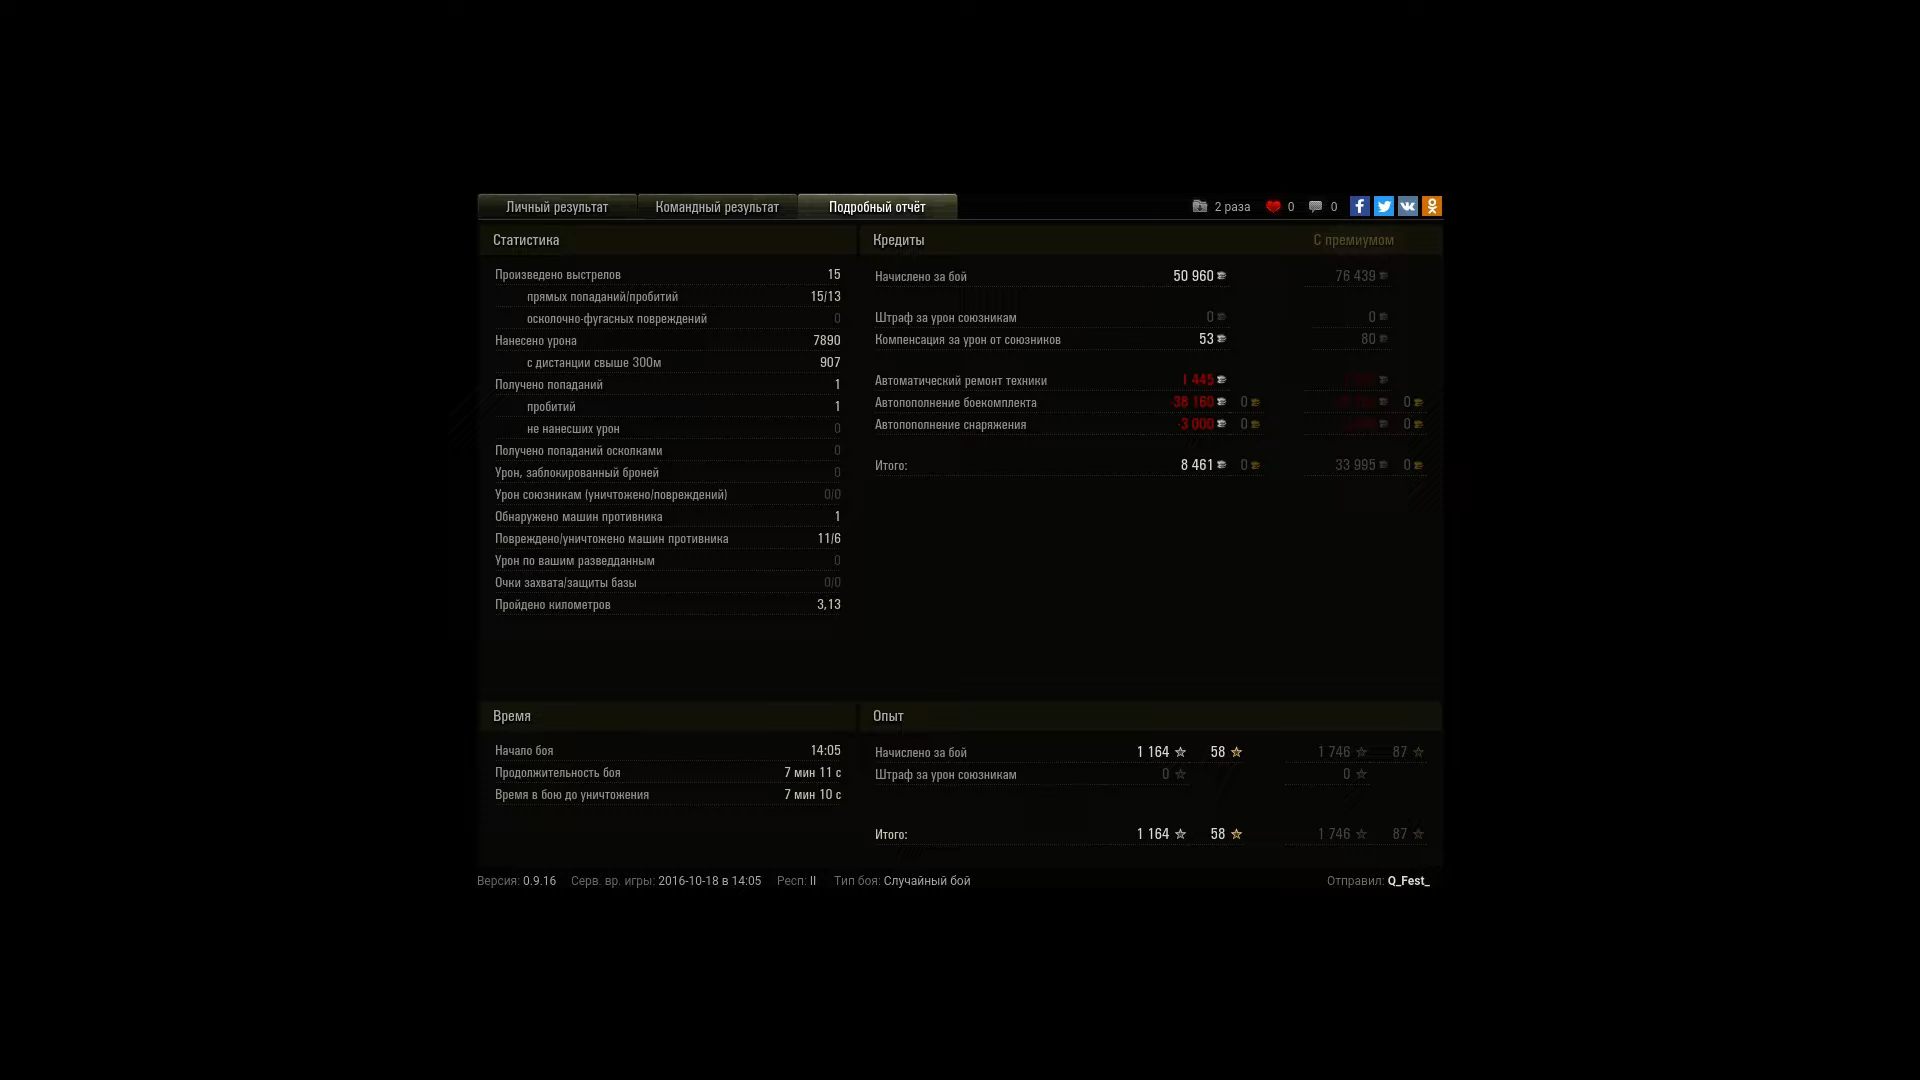 Личный результат Командный результат Подробный отчёт 2 раза 0 0
Статистика
Произведено выстрелов 15
прямых попаданий/пробитий 15/13
осколочно-фугасных повреждений 0
Нанесено урона 7890
с дистанции свыше 300м 907
Получено попаданий 1
пробитий 1
не нанесших урон 0
Получено попаданий осколками 0
Урон, заблокированный броней 0
Урон союзникам (уничтожено/повреждений) 0/0
Обнаружено машин противника 1
Повреждено/уничтожено машин противника 11/6
Урон по вашим разведданным 0
Очки захвата/защиты базы 0/0
Пройдено километров 3,13
Кредиты С премиумом
Начислено за бой 50 960 76 439
Штраф за урон союзникам 0 0
Компенсация за урон от союзников 53 80
Автоматический ремонт техники 1 445
Автопополнение боекомплекта 0 0
Автопополнение снаряжения -3 000 0 0
Итого: 8 461 0 33 995 0
Время
Начало боя 14:05
Продолжительность боя 7 мин 11 с
Время в бою до уничтожения 7 мин 10 с
Опыт
Начислено за бой 1 164 58 1 746 87
Штраф за урон союзникам 0 0
Итого: 1 164 58 1 746 87
Версия: 0.9.16 Серв. вр. игры: 2016-10-18 в 14:05 Респ: II Тип боя: Случайный бой Отправил: Q_Fest_